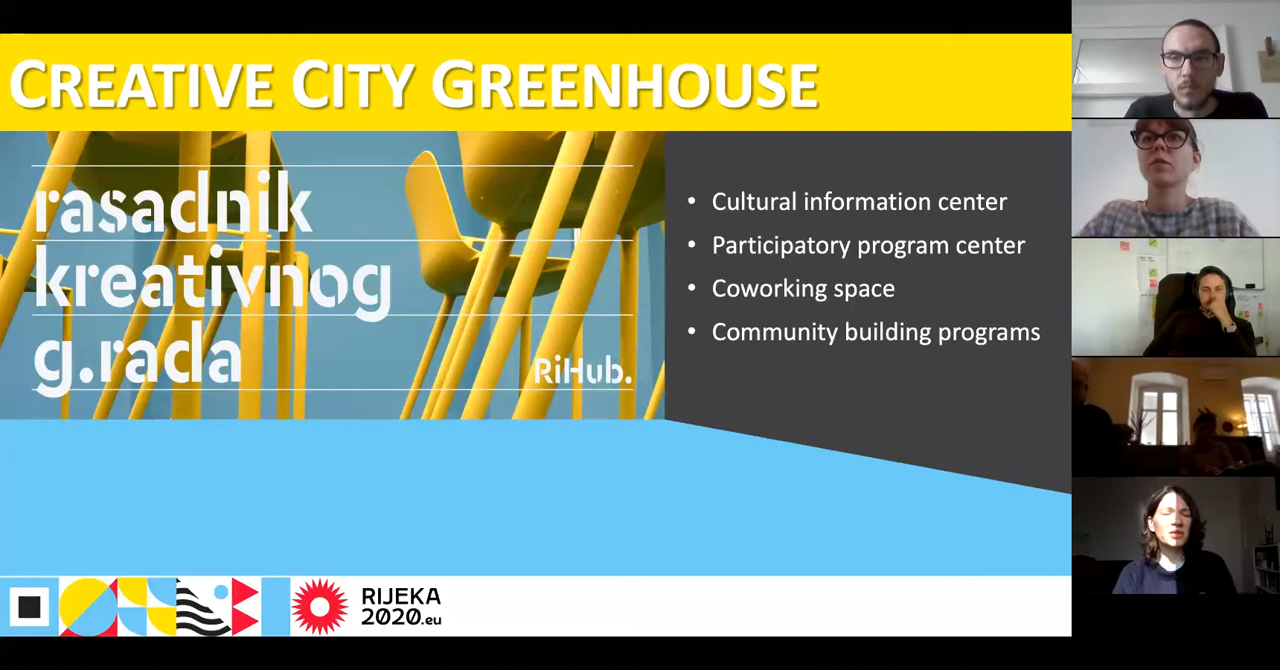 CREATIVE CITY GREENHOUSE
rasadnik
kreativnog
g.rada
RiHub.
• Cultural information center
• Participatory program center
• Coworking space
• Community building programs
RIJEKA
2020.eu